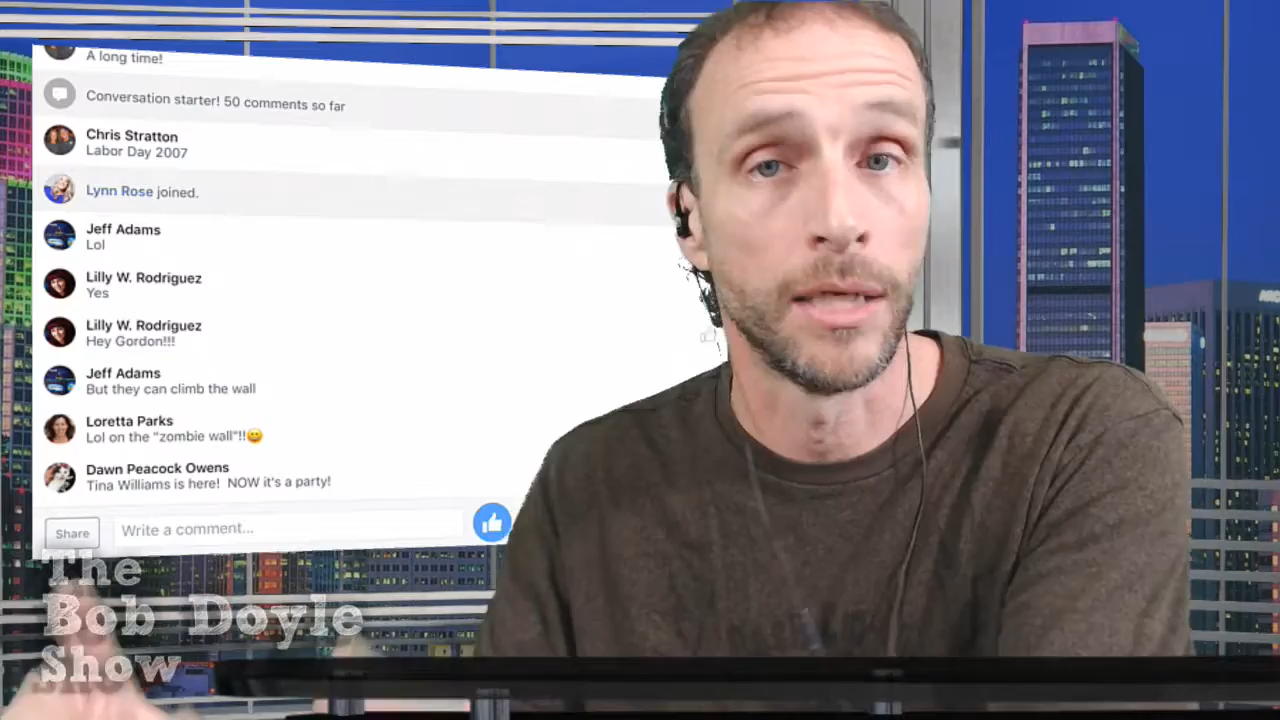 A long time!
Conversation starter! 50 comments so far
Chris Stratton
Labor Day 2007
Lynn Rose joined.
Jeff Adams
Lol
Lilly W. Rodriguez
Yes
Lilly W. Rodriguez
Hey Gordon!!!
Jeff Adams
But they can climb the wall
Loretta Parks
Lol on the "zombie wall"!!😀
Dawn Peacock Owens
Tina Williams is here! NOW it's a party!
Share
Write a comment...
The
Bob Doyle
Show